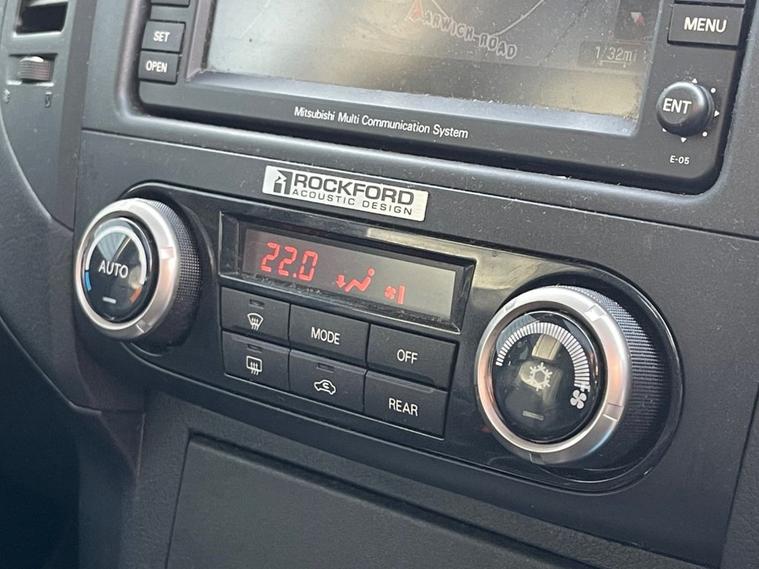 MENU
ARWICH-ROAD
SET
1/32mi
OPEN
ENT
Mitsubishi Multi Communication System
E-05
ROCKFORD
ACOUSTIC DESIGN
22.0
AUTO
MODE
OFF
REAR